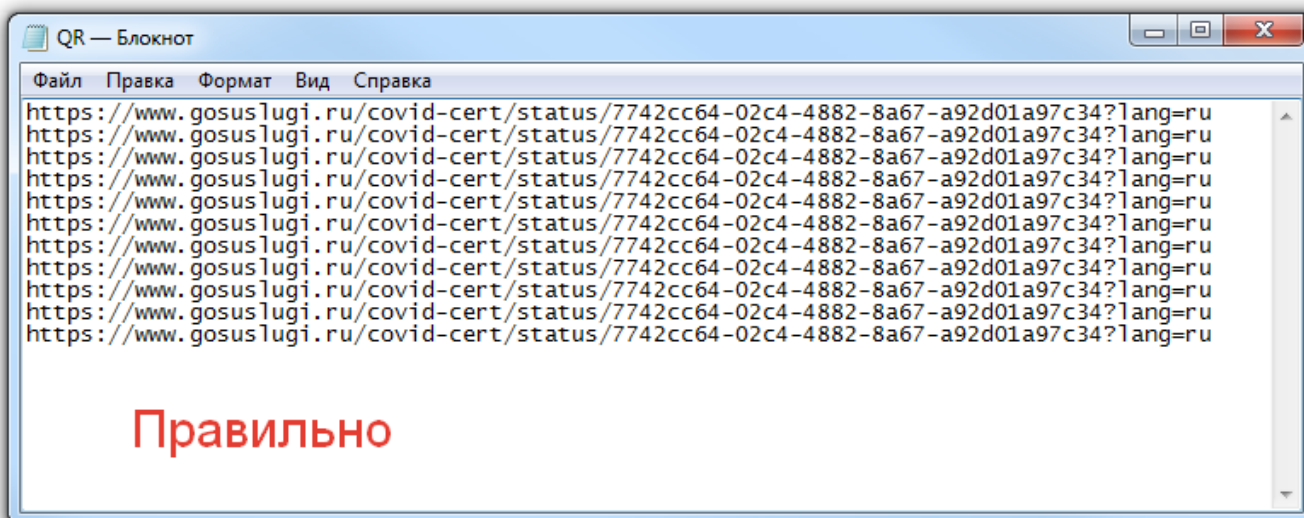 QR — Блокнот
Файл Правка Формат Вид Справка
https://www.gosuslugi.ru/covid-cert/status/7742cc64-02c4-4882-8a67-a92d01a97c34?lang=ru
https://www.gosuslugi.ru/covid-cert/status/7742cc64-02c4-4882-8a67-a92d01a97c34?lang=ru
https://www.gosuslugi.ru/covid-cert/status/7742cc64-02c4-4882-8a67-a92d01a97c34?lang=ru
https://www.gosuslugi.ru/covid-cert/status/7742cc64-02c4-4882-8a67-a92d01a97c34?lang=ru
https://www.gosuslugi.ru/covid-cert/status/7742cc64-02c4-4882-8a67-a92d01a97c34?lang=ru
https://www.gosuslugi.ru/covid-cert/status/7742cc64-02c4-4882-8a67-a92d01a97c34?lang=ru
https://www.gosuslugi.ru/covid-cert/status/7742cc64-02c4-4882-8a67-a92d01a97c34?lang=ru
https://www.gosuslugi.ru/covid-cert/status/7742cc64-02c4-4882-8a67-a92d01a97c34?lang=ru
https://www.gosuslugi.ru/covid-cert/status/7742cc64-02c4-4882-8a67-a92d01a97c34?lang=ru
https://www.gosuslugi.ru/covid-cert/status/7742cc64-02c4-4882-8a67-a92d01a97c34?lang=ru
https://www.gosuslugi.ru/covid-cert/status/7742cc64-02c4-4882-8a67-a92d01a97c34?lang=ru
Правильно